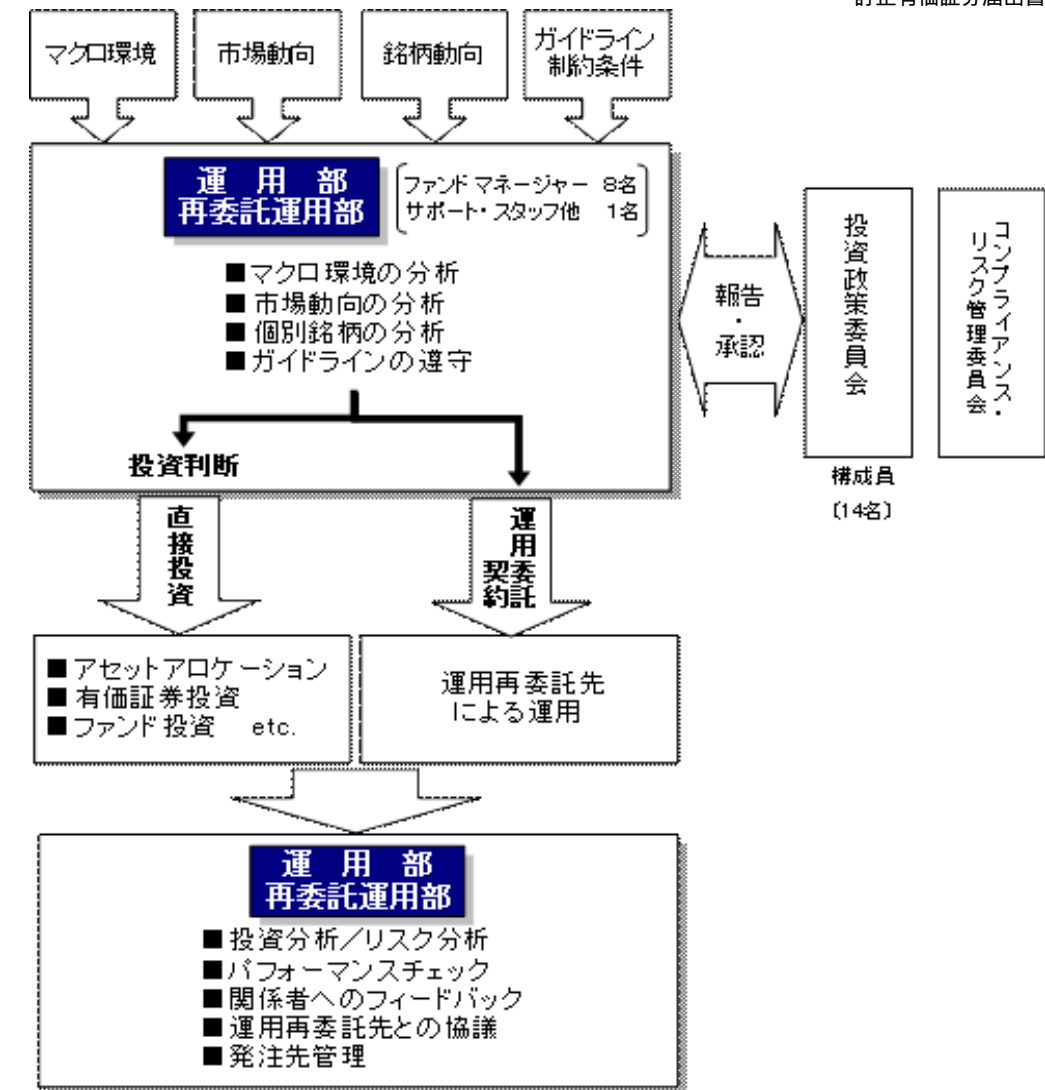 訂正有価証券届出書
マクロ環境
市場動向
銘柄動向
ガイドライン
制約条件
運 用 部
再委託運用部
ファンドマネージャー 8名
サポート・スタッフ他 1名
■マクロ環境の分析
■市場動向の分析
■個別銘柄の分析
■ガイドラインの遵守
報告
・
承認
投資政策委員会
構成員
〔14名〕
コンプライアンス・
リスク管理委員会
投資判断
直接投資
運用委託
契約
■アセットアロケーション
■有価証券投資
■ファンド投資 etc.
運用再委託先
による運用
運 用 部
再委託運用部
■投資分析/リスク分析
■パフォーマンスチェック
■関係者へのフィードバック
■運用再委託先との協議
■発注先管理